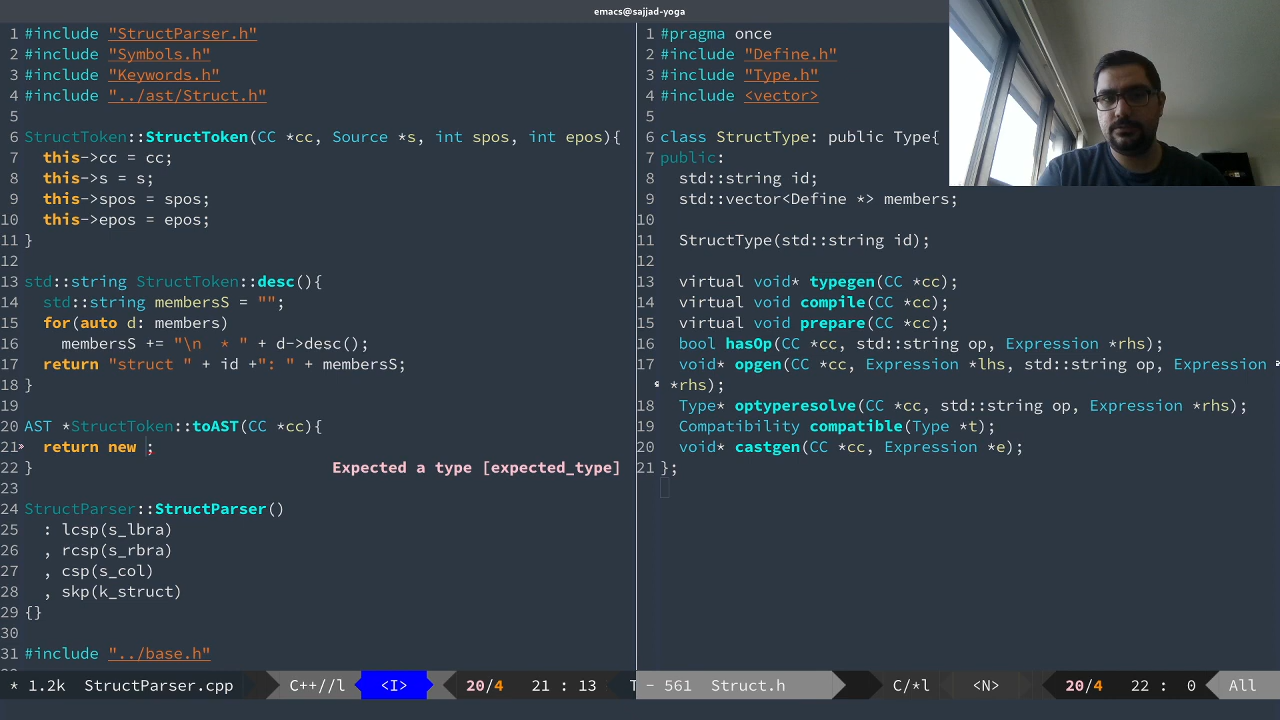 emacs@sajjad-yoga
1 #include "StructParser.h"
2 #include "Symbols.h"
3 #include "Keywords.h"
4 #include "../ast/Struct.h"
5
6 StructToken::StructToken(CC *cc, Source *s, int spos, int epos){
7   this->cc = cc;
8   this->s = s;
9   this->spos = spos;
10   this->epos = epos;
11 }
12
13 std::string StructToken::desc(){
14   std::string membersS = "";
15   for(auto d: members)
16     membersS += "\n  * " + d->desc();
17   return "struct " + id +": " + membersS;
18 }
19
20 AST *StructToken::toAST(CC *cc){
21   return new ;
22 }                                Expected a type [expected_type]
23
24 StructParser::StructParser()
25   : lcsp(s_lbra)
26   , rcsp(s_rbra)
27   , csp(s_col)
28   , skp(k_struct)
29 {}
30
31 #include "../base.h"
* 1.2k  StructParser.cpp  C++//l  <I>  20/4  21 : 13  T
1 #pragma once
2 #include "Define.h"
3 #include "Type.h"
4 #include <vector>
5
6 class StructType: public Type{
7 public:
8   std::string id;
9   std::vector<Define *> members;
10
11   StructType(std::string id);
12
13   virtual void* typegen(CC *cc);
14   virtual void compile(CC *cc);
15   virtual void prepare(CC *cc);
16   bool hasOp(CC *cc, std::string op, Expression *rhs);
17   void* opgen(CC *cc, Expression *lhs, std::string op, Expression
*rhs);
18   Type* optyperesolve(CC *cc, std::string op, Expression *rhs);
19   Compatibility compatible(Type *t);
20   void* castgen(CC *cc, Expression *e);
21 };
- 561  Struct.h  C/*l  <N>  20/4  22 :  0  All